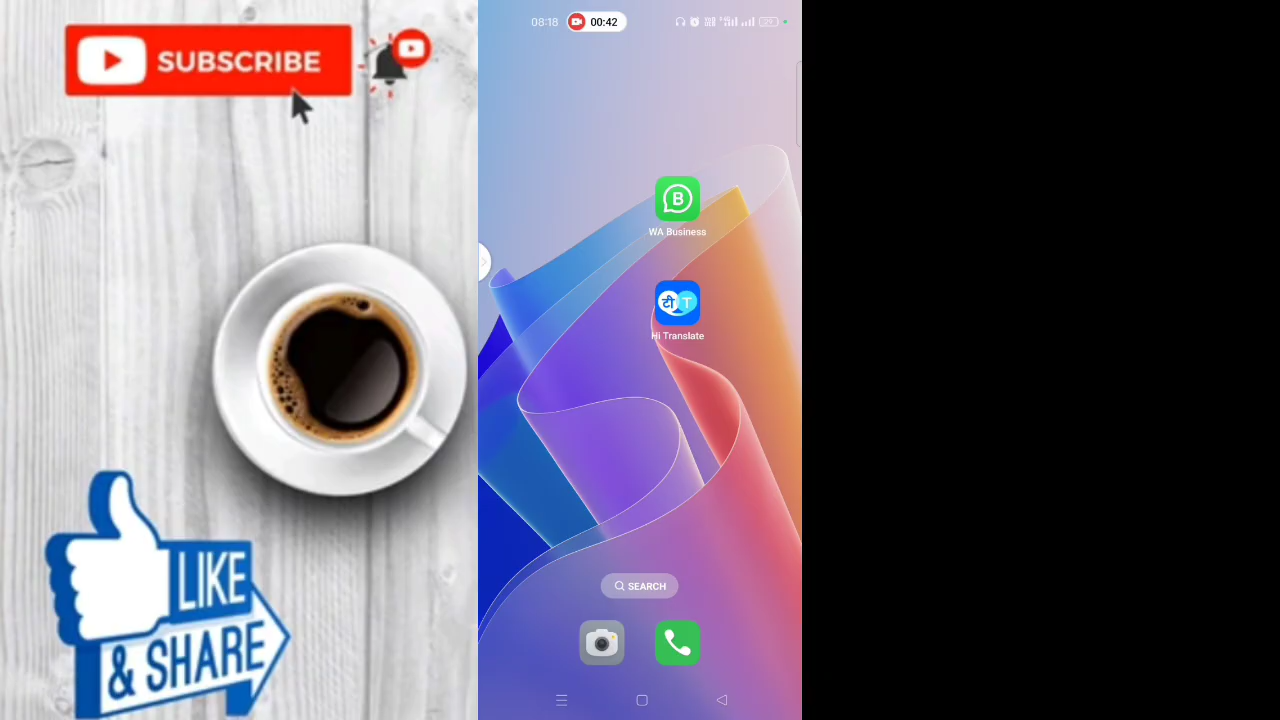 SUBSCRIBE
08:18
00:42
B
WA Business
टी T
Hi Translate
SEARCH
LIKE
& SHARE